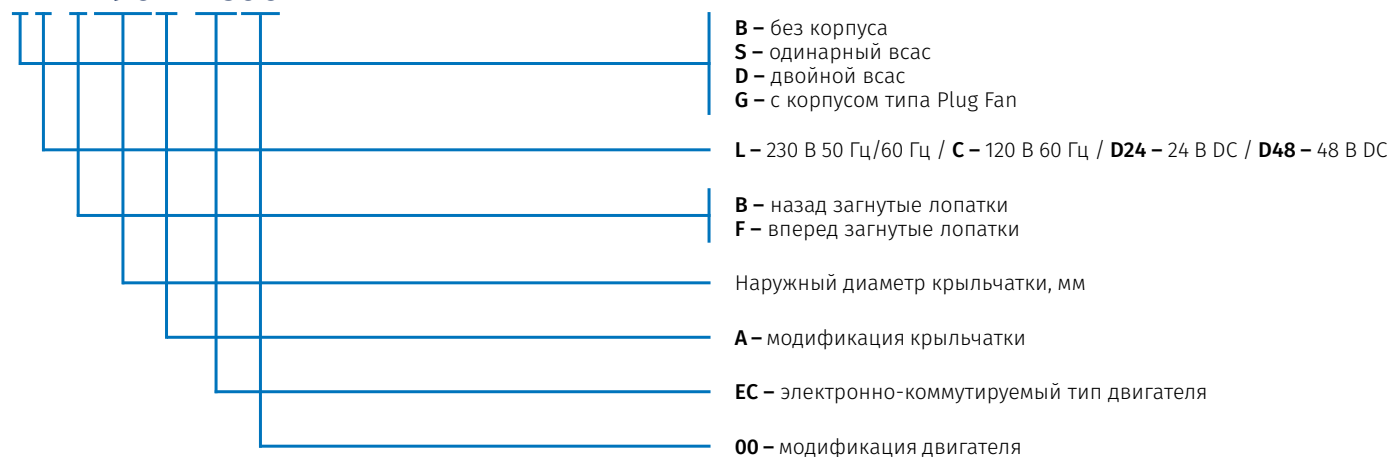 B – без корпуса
S – одинарный всас
D – двойной всас
G – с корпусом типа Plug Fan
L – 230 В 50 Гц/60 Гц / C – 120 В 60 Гц / D24 – 24 В DC / D48 – 48 В DC
B – назад загнутые лопатки
F – вперед загнутые лопатки
Наружный диаметр крыльчатки, мм
A – модификация крыльчатки
EC – электронно-коммутируемый тип двигателя
00 – модификация двигателя